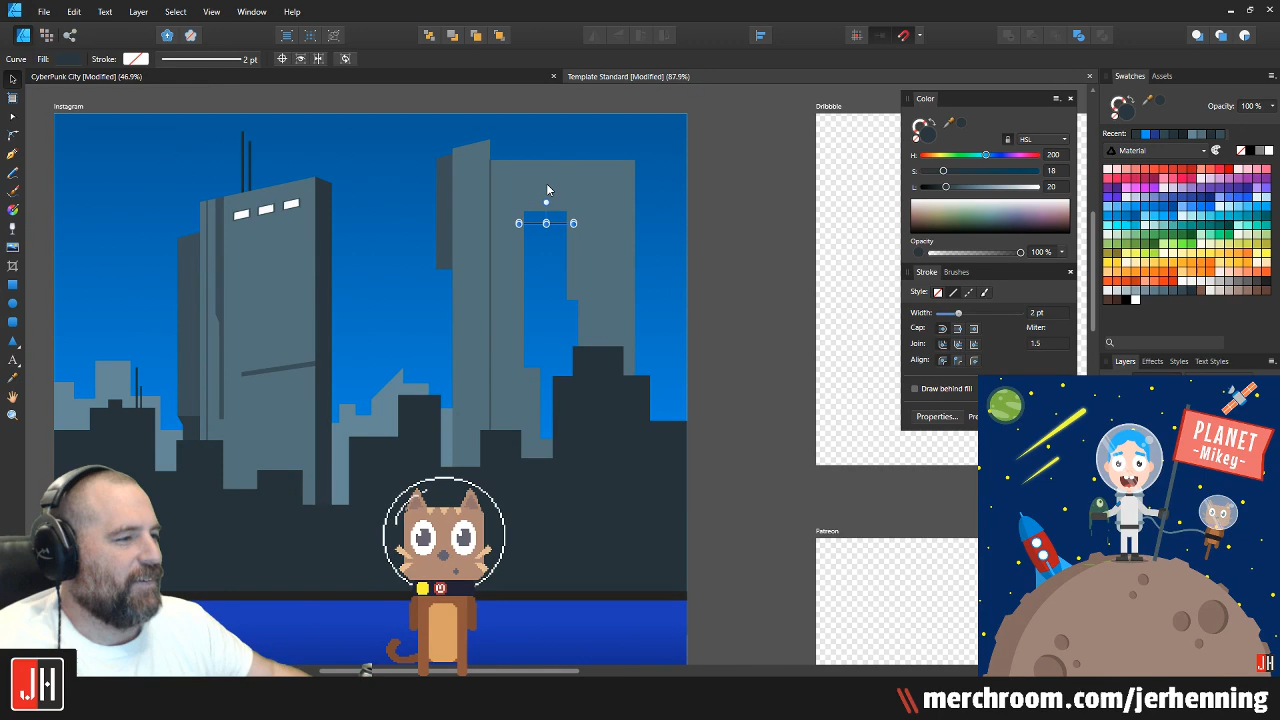 File Edit Text Layer Select View Window Help
Curve Fill: Stroke: 2 pt
CyberPunk City [Modified] (46.9%) Template Standard [Modified] (87.9%)
Swatches Assets
Instagram
Dribbble
Color
Opacity: 100 %
HSL
Recent:
H: 200
Material
S: 18
L: 20
Opacity
100 %
Stroke Brushes
Style:
Width: 2 pt
Cap: Miter:
Join: 1.5
Align:
Layers Effects Styles Text Styles
Draw behind fill
Properties...
PLANET
-Mikey-
Patreon
M
JH
JH
\\ merchroom.com/jerhenning